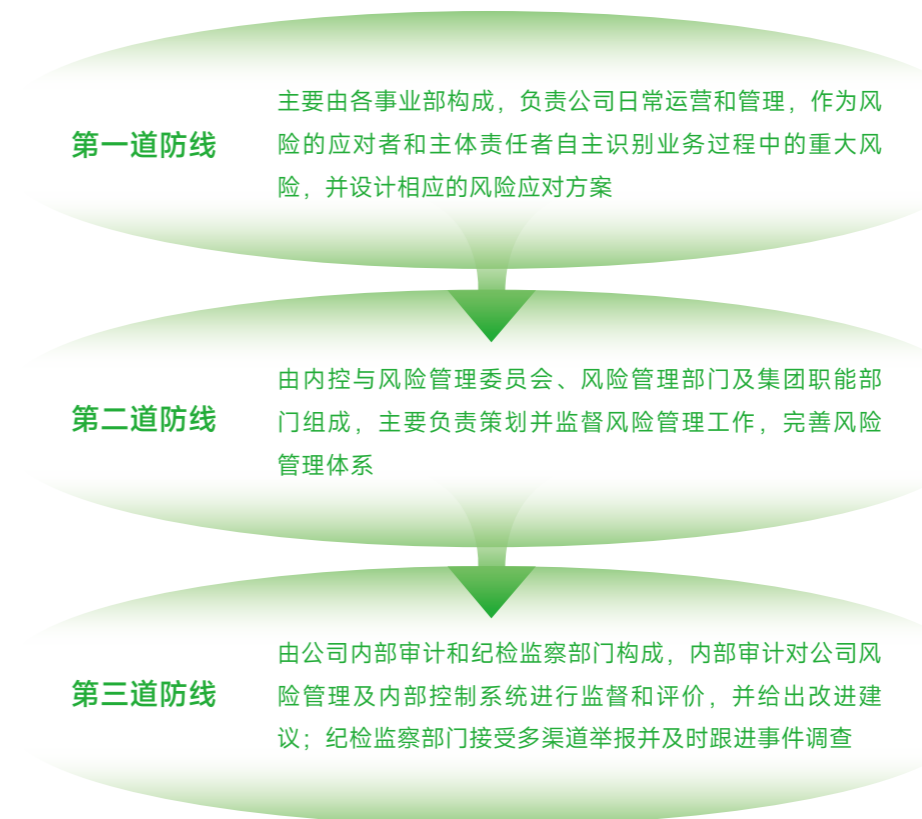 第一道防线
主要由各事业部构成，负责公司日常运营和管理，作为风
险的应对者和主体责任者自主识别业务过程中的重大风
险，并设计相应的风险应对方案
第二道防线
由内控与风险管理委员会、风险管理部门及集团职能部
门组成，主要负责策划并监督风险管理工作，完善风险
管理体系
第三道防线
由公司内部审计和纪检监察部门构成，内部审计对公司风
险管理及内部控制系统进行监督和评价，并给出改进建
议；纪检监察部门接受多渠道举报并及时跟进事件调查